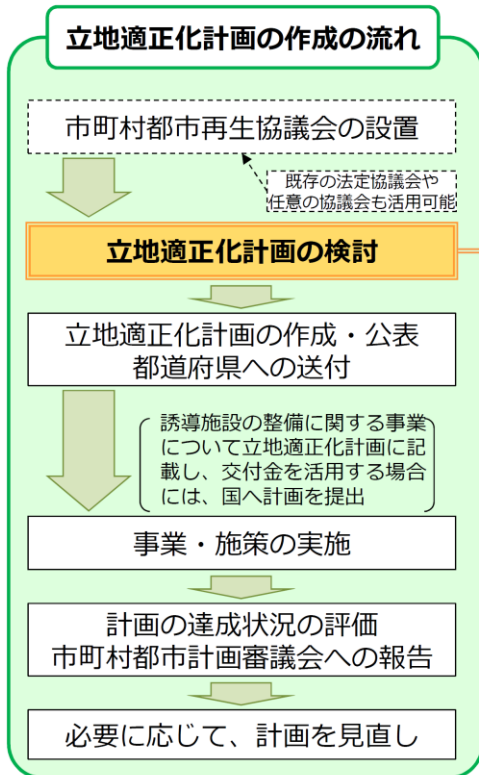 立地適正化計画の作成の流れ
市町村都市再生協議会の設置
既存の法定協議会や
任意の協議会も活用可能
立地適正化計画の検討
立地適正化計画の作成・公表
都道府県への送付
誘導施設の整備に関する事業
について立地適正化計画に記
載し、交付金を活用する場合
には、国へ計画を提出
事業・施策の実施
計画の達成状況の評価
市町村都市計画審議会への報告
必要に応じて、計画を見直し